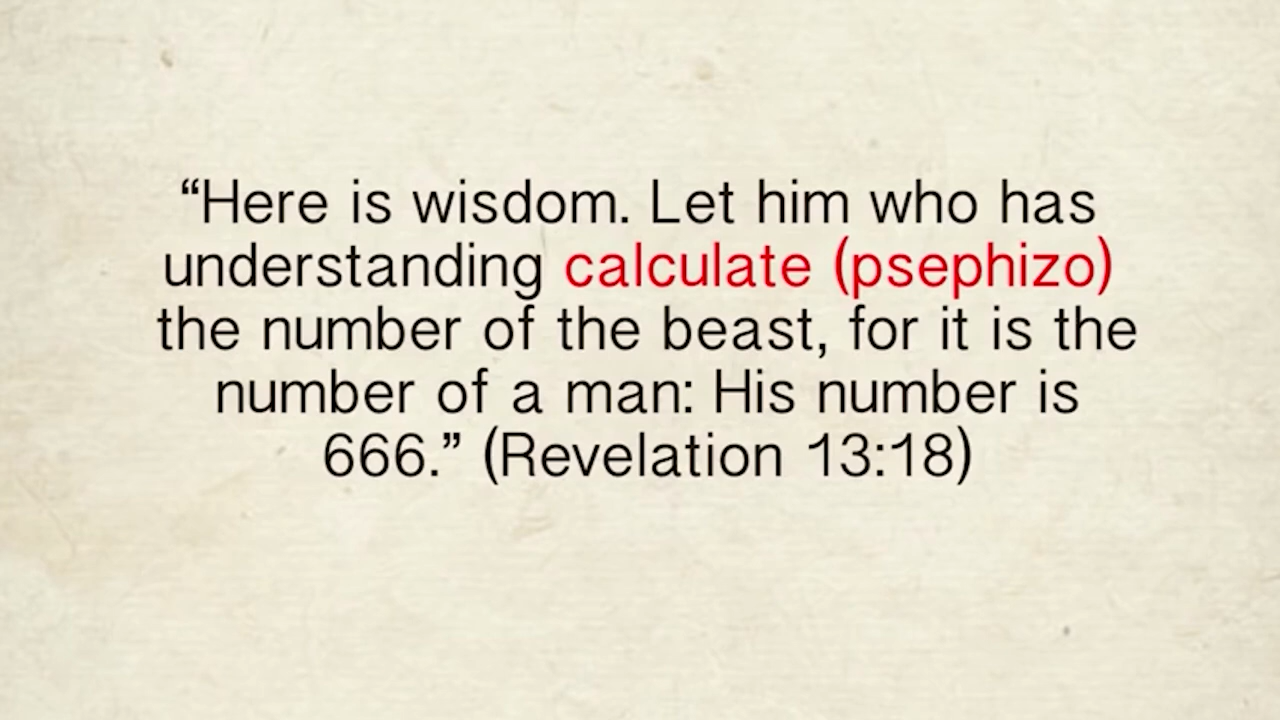 “Here is wisdom. Let him who has
understanding calculate (psephizo)
the number of the beast, for it is the
number of a man: His number is
666.” (Revelation 13:18)